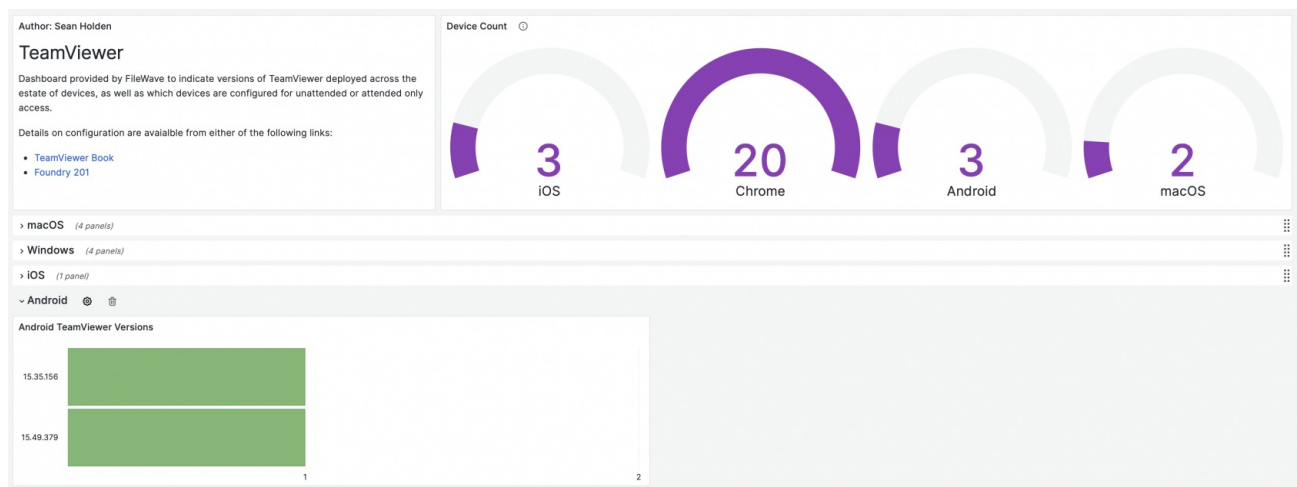 Author: Sean Holden
TeamViewer
Dashboard provided by FileWave to indicate versions of TeamViewer deployed across the
estate of devices, as well as which devices are configured for unattended or attended only
access.
Details on configuration are avaialble from either of the following links:
TeamViewer Book
Foundry 201
Device Count
3
iOS
20
Chrome
3
Android
2
macOS
macOS (4 panels)
Windows (4 panels)
iOS (1 panel)
Android
Android TeamViewer Versions
15.35.156
15.49.379
1
2